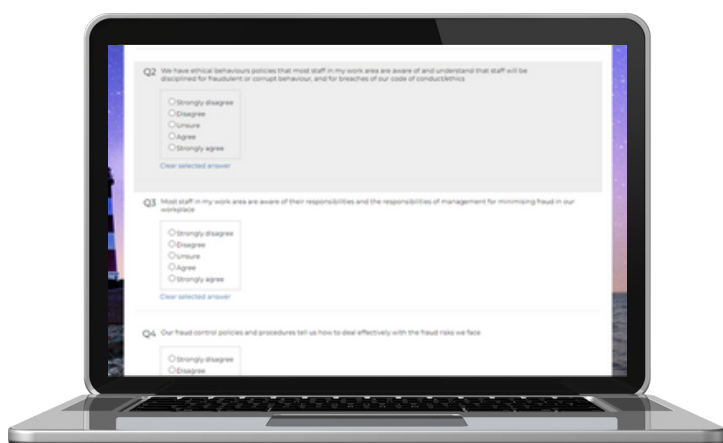 Q2 We have ethical behaviours policies that most staff in my work area are aware of and understand that staff will be
disciplined for fraudulent or corrupt behaviour, and for breaches of our code of conduct/ethics
Strongly disagree
Disagree
Unsure
Agree
Strongly agree
Clear selected answer
Q3 Most staff in my work area are aware of their responsibilities and the responsibilities of management for minimising fraud in our
workplace
Strongly disagree
Disagree
Unsure
Agree
Strongly agree
Clear selected answer
Q4 Our fraud control policies and procedures tell us how to deal effectively with the fraud risks we face
Strongly disagree
Disagree